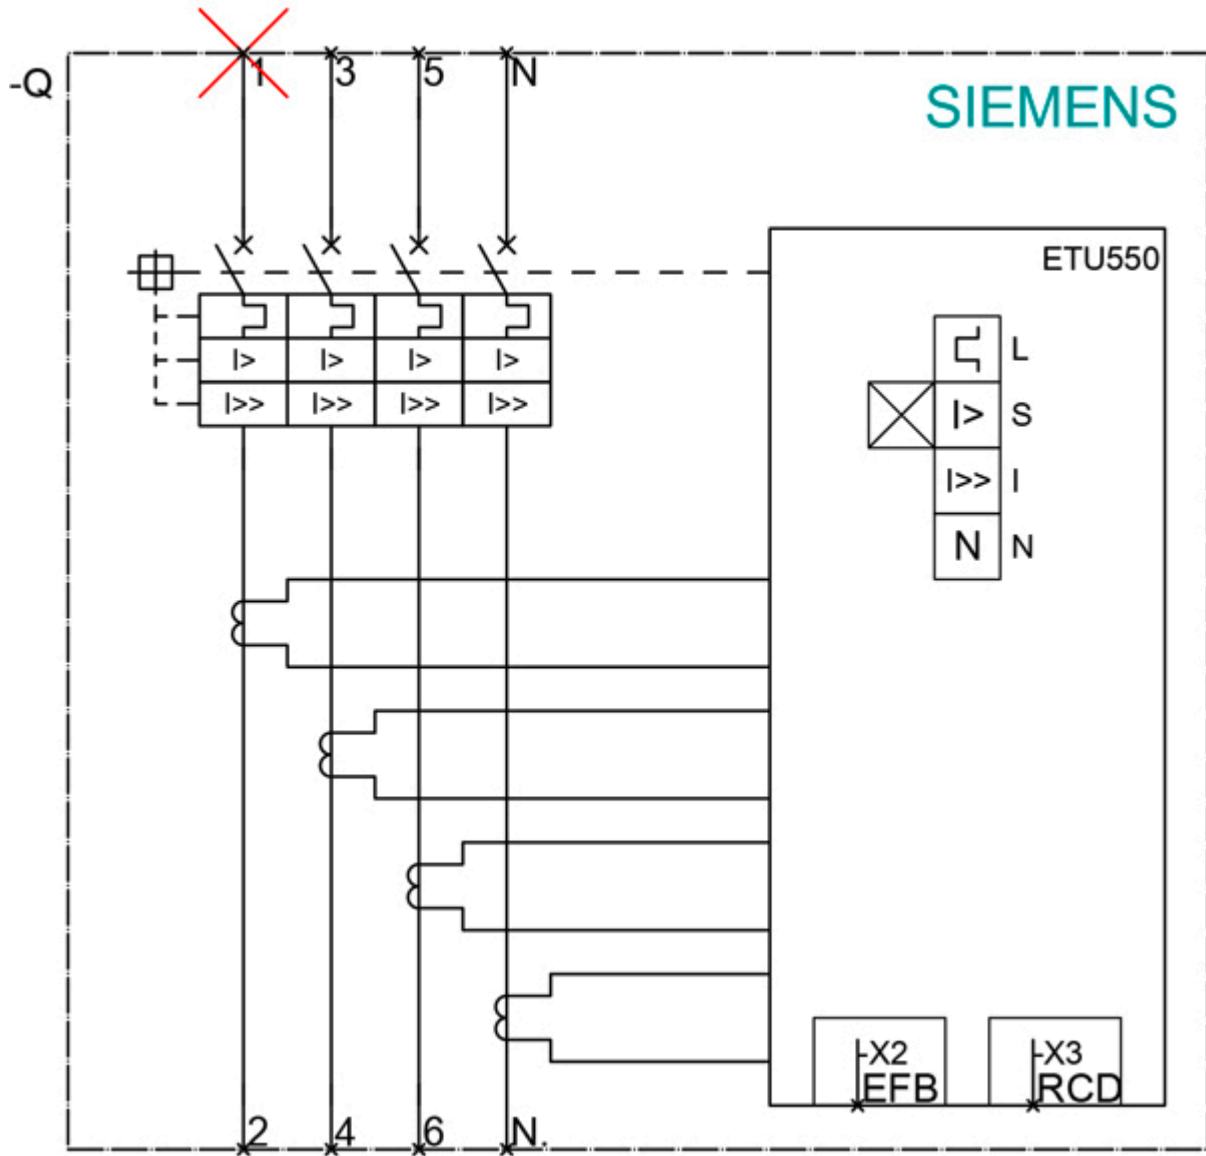 1 3 5 N
-Q
SIEMENS
ETU550
L
I> I> I> I> I> S
I>> I>> I>> I>> I>> I
N N
-X2 -X3
EFB RCD
2 4 6 N.